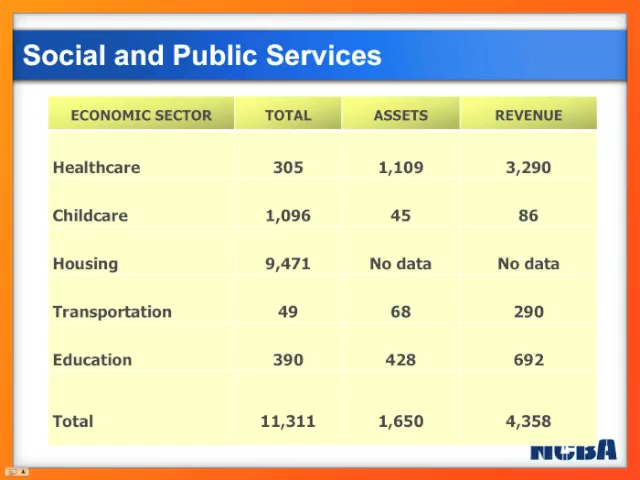 Social and Public Services
ECONOMIC SECTOR TOTAL ASSETS REVENUE
Healthcare 305 1,109 3,290
Childcare 1,096 45 86
Housing 9,471 No data No data
Transportation 49 68 290
Education 390 428 692
Total 11,311 1,650 4,358
NCBA